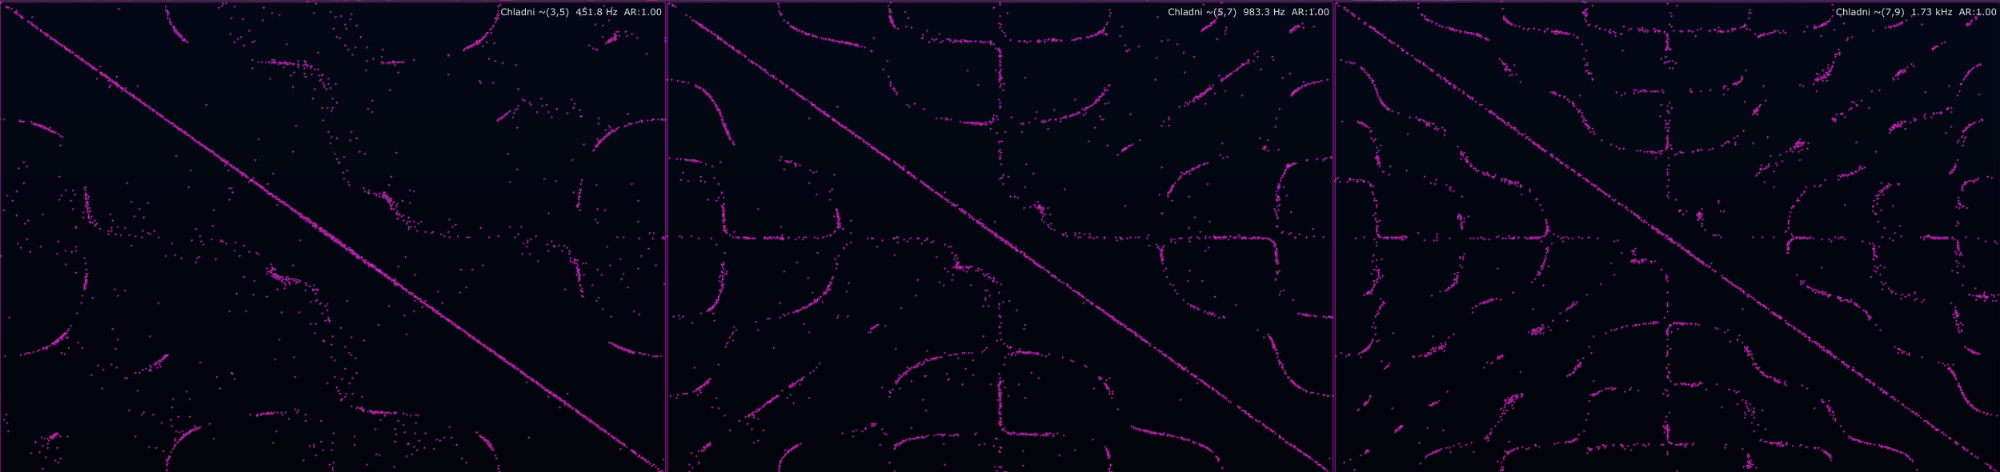 Chladni ~(3,5)  451.8 Hz  AR:1.00
Chladni ~(5,7)  983.3 Hz  AR:1.00
Chladni ~(7,9)  1.73 kHz  AR:1.00